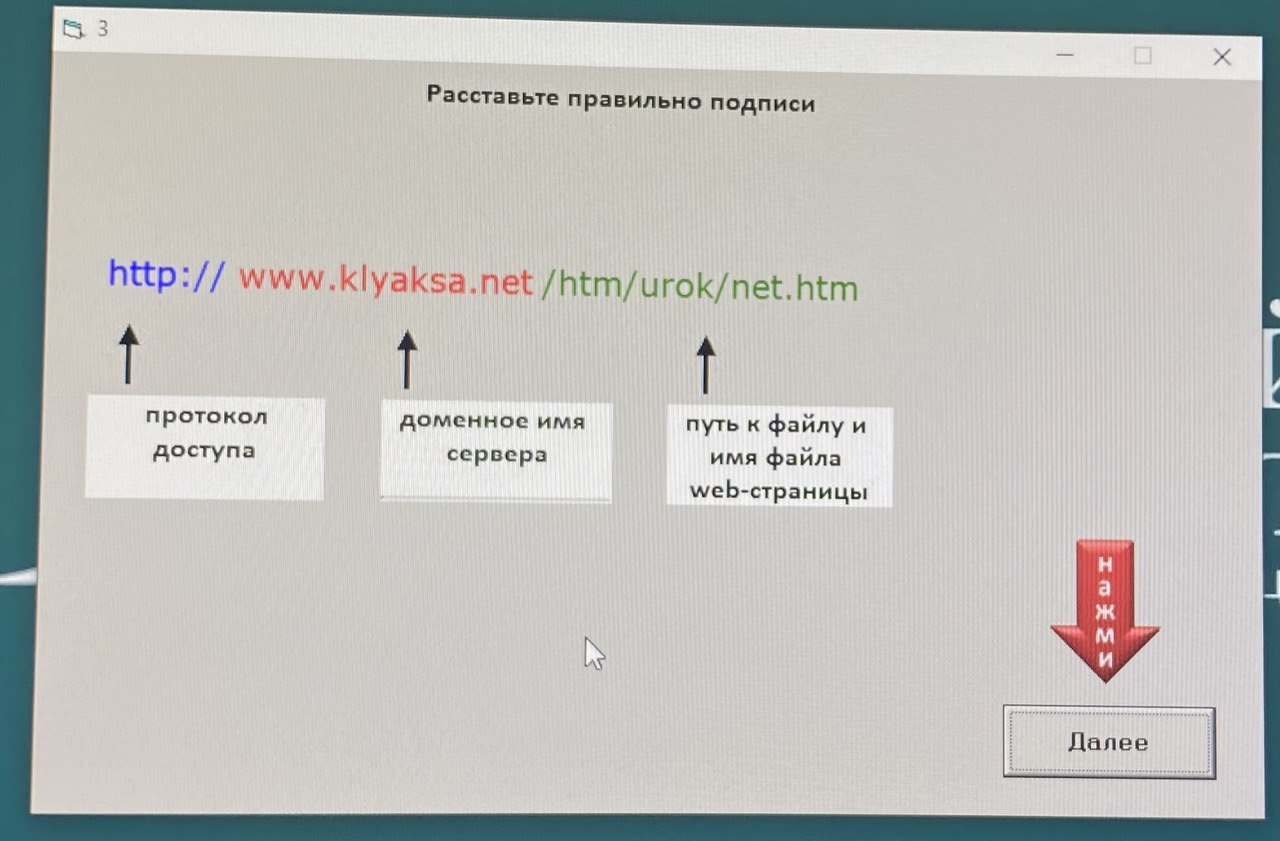 3
Расставьте правильно подписи
http:// www.klyaksa.net /htm/urok/net.htm
протокол
доступа
доменное имя
сервера
путь к файлу и
имя файла
web-страницы
нажми
Далее